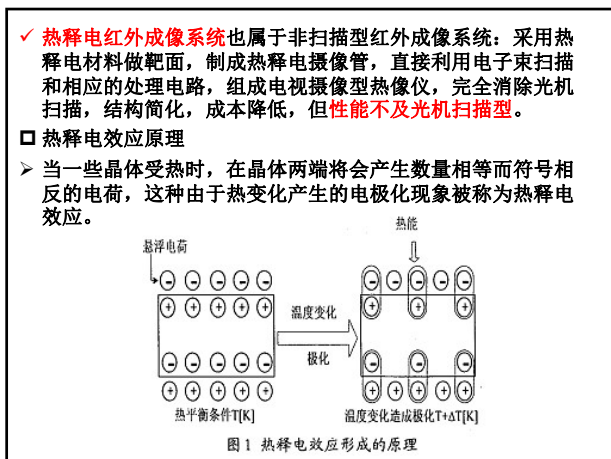 ✓ 热释电红外成像系统也属于非扫描型红外成像系统：采用热
释电材料做靶面，制成热释电摄像管，直接利用电子束扫描
和相应的处理电路，组成电视摄像型热像仪，完全消除光机
扫描，结构简化，成本降低，但性能不及光机扫描型。
热释电效应原理
➢ 当一些晶体受热时，在晶体两端将会产生数量相等而符号相
反的电荷，这种由于热变化产生的电极化现象被称为热释电
效应。
热能
悬浮电荷
- - - - - - - - - -
+ + + + + + + +
温度变化
极化
- - - - - - - -
+ + + + + + + + + +
热平衡条件T[K] 温度变化造成极化T+ΔT[K]
图1 热释电效应形成的原理